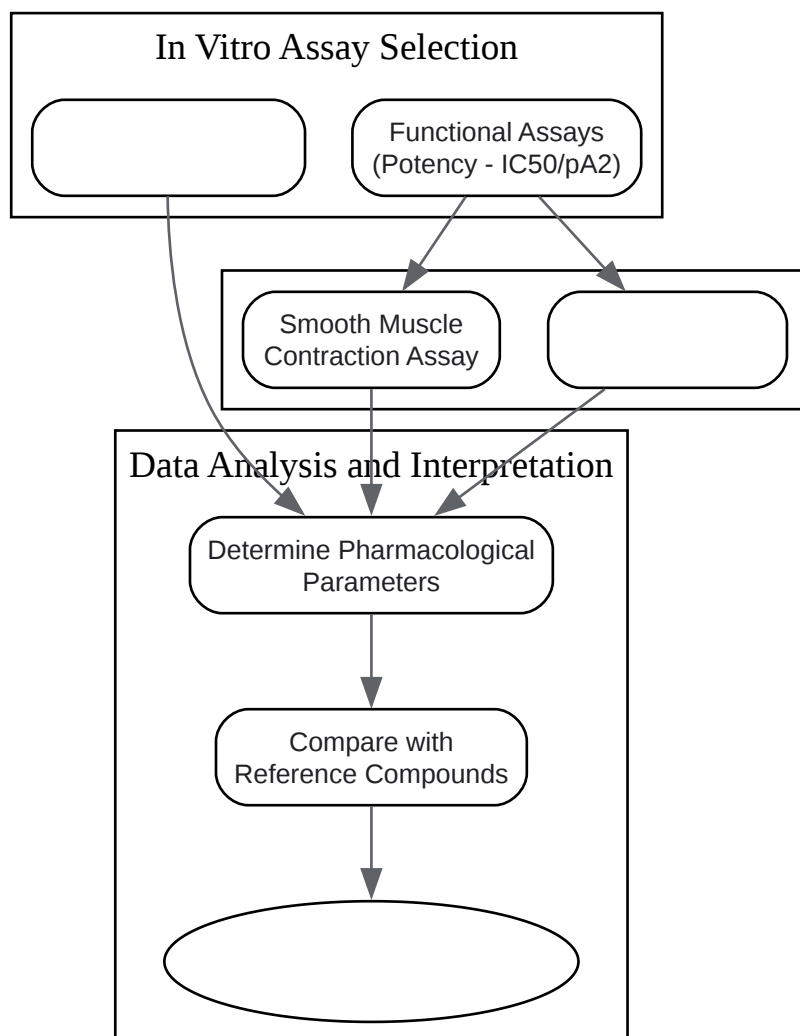 In Vitro Assay Selection
Functional Assays
(Potency - IC50/pA2)
Smooth Muscle
Contraction Assay
Data Analysis and Interpretation
Determine Pharmacological
Parameters
Compare with
Reference Compounds